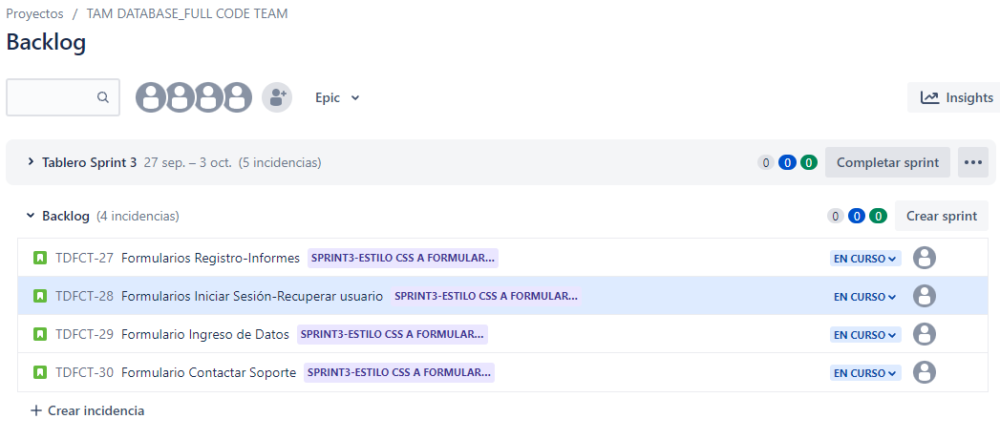 Proyectos / TAM DATABASE_FULL CODE TEAM
Backlog
Epic
Insights
Tablero Sprint 3 27 sep. – 3 oct. (5 incidencias) 0 0 0 Completar sprint
Backlog (4 incidencias) 0 0 0 Crear sprint
TDFCT-27 Formularios Registro-Informes SPRINT3-ESTILO CSS A FORMULAR... EN CURSO
TDFCT-28 Formularios Iniciar Sesión-Recuperar usuario SPRINT3-ESTILO CSS A FORMULAR... EN CURSO
TDFCT-29 Formulario Ingreso de Datos SPRINT3-ESTILO CSS A FORMULAR... EN CURSO
TDFCT-30 Formulario Contactar Soporte SPRINT3-ESTILO CSS A FORMULAR... EN CURSO
+ Crear incidencia